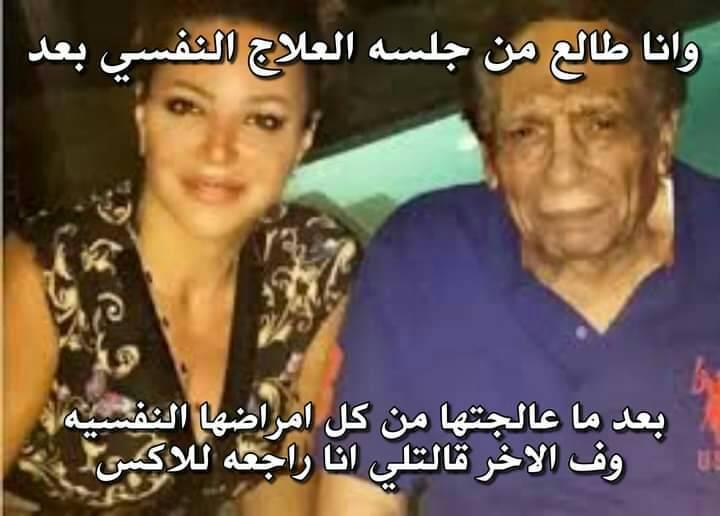 وانا طالع من جلسه العلاج النفسي بعد
بعد ما عالجتها من كل امراضها النفسيه
وف الاخر قالتلي انا راجعه للاكس
US